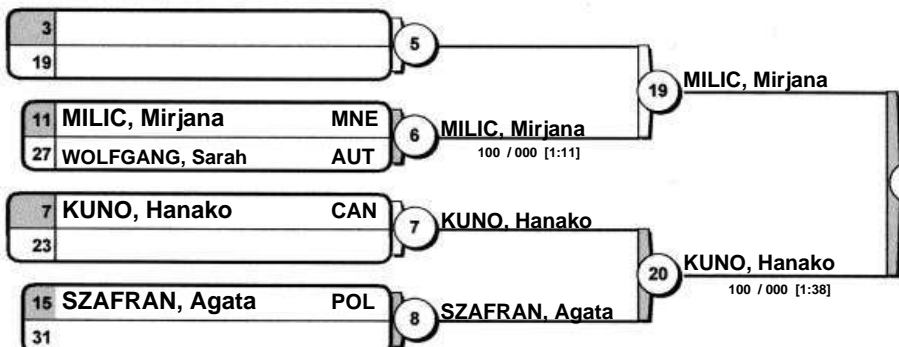 3
19
5
11 MILIC, Mirjana MNE
27 WOLFGANG, Sarah AUT
6
MILIC, Mirjana
100 / 000 [1:11]
19
MILIC, Mirjana
7 KUNO, Hanako CAN
23
7
KUNO, Hanako
15 SZAFRAN, Agata POL
31
8
SZAFRAN, Agata
20
KUNO, Hanako
100 / 000 [1:38]